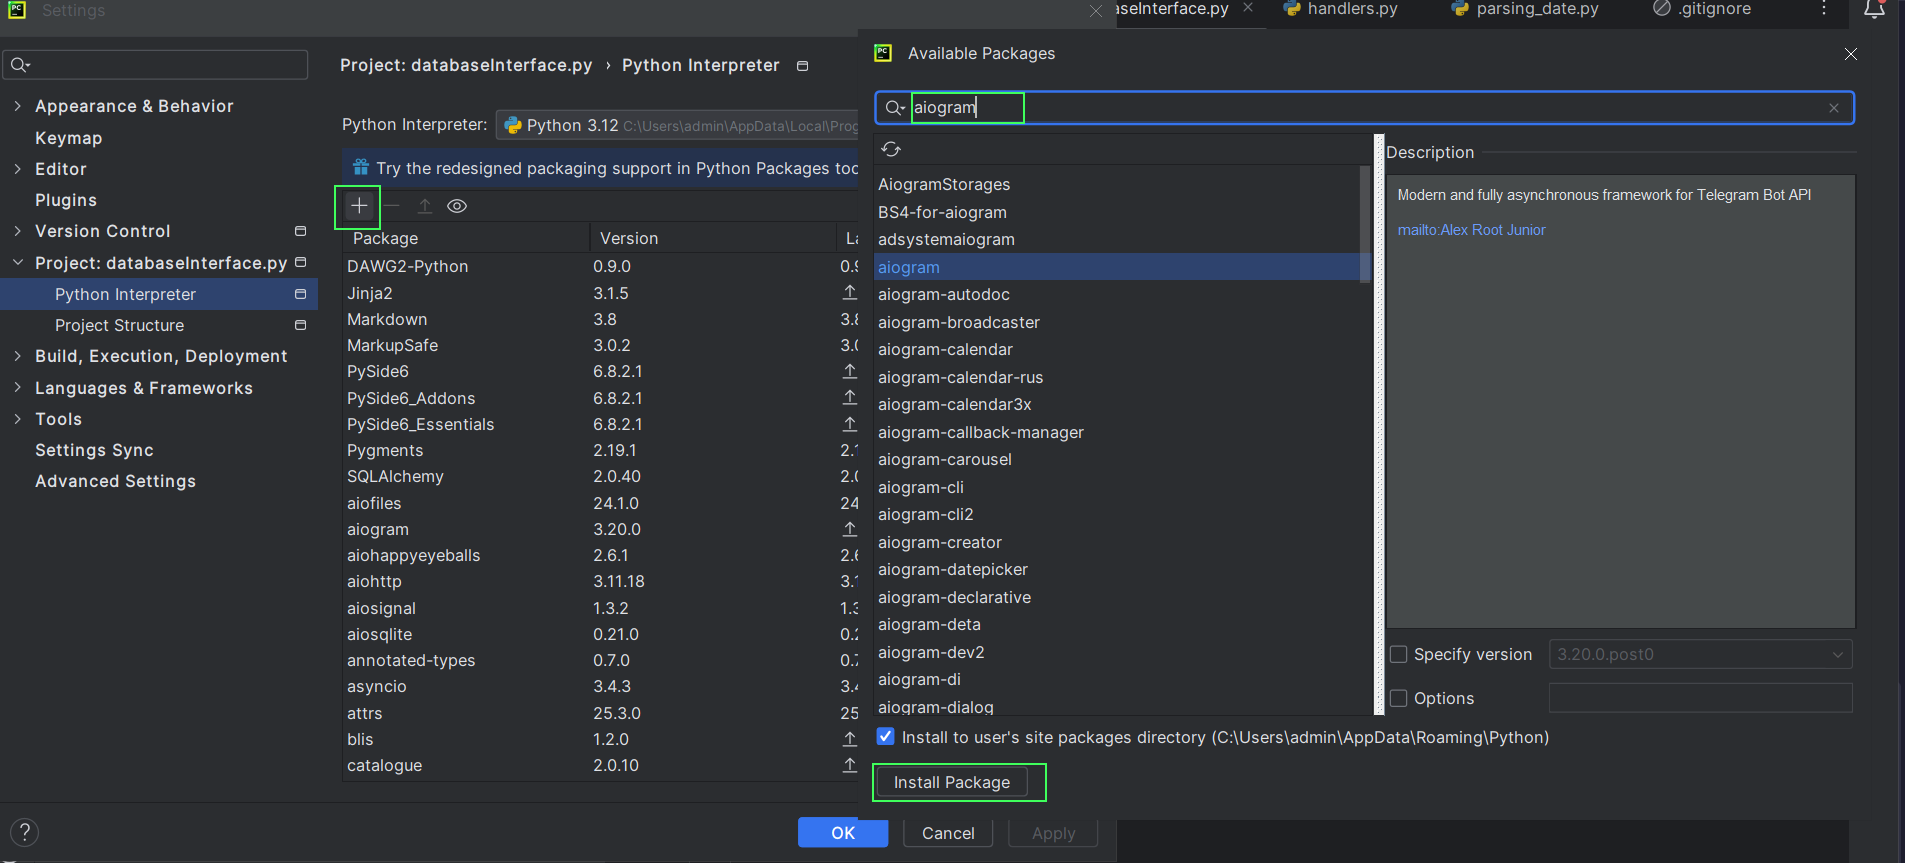 Settings
Appearance & Behavior
Keymap
Editor
Plugins
Version Control
Project: databaseInterface.py
Python Interpreter
Project Structure
Build, Execution, Deployment
Languages & Frameworks
Tools
Settings Sync
Advanced Settings
Project: databaseInterface.py › Python Interpreter
Python Interpreter: Python 3.12 C:\Users\admin\AppData\Local\Prog
Try the redesigned packaging support in Python Packages too
Package Version La
DAWG2-Python 0.9.0 0.9
Jinja2 3.1.5
Markdown 3.8 3.8
MarkupSafe 3.0.2 3.0
PySide6 6.8.2.1
PySide6_Addons 6.8.2.1
PySide6_Essentials 6.8.2.1
Pygments 2.19.1 2.1
SQLAlchemy 2.0.40 2.0
aiofiles 24.1.0 24
aiogram 3.20.0
aiohappyeyeballs 2.6.1 2.6
aiohttp 3.11.18 3.1
aiosignal 1.3.2 1.3
aiosqlite 0.21.0 0.2
annotated-types 0.7.0 0.7
asyncio 3.4.3 3.4
attrs 25.3.0 25
blis 1.2.0
catalogue 2.0.10
OK Cancel Apply
aseInterface.py handlers.py parsing_date.py .gitignore
Available Packages
aiogram
AiogramStorages
BS4-for-aiogram
adsystemaiogram
aiogram
aiogram-autodoc
aiogram-broadcaster
aiogram-calendar
aiogram-calendar-rus
aiogram-calendar3x
aiogram-callback-manager
aiogram-carousel
aiogram-cli
aiogram-cli2
aiogram-creator
aiogram-datepicker
aiogram-declarative
aiogram-deta
aiogram-dev2
aiogram-di
aiogram-dialog
Description
Modern and fully asynchronous framework for Telegram Bot API
mailto:Alex Root Junior
Specify version 3.20.0.post0
Options
Install to user's site packages directory (C:\Users\admin\AppData\Roaming\Python)
Install Package